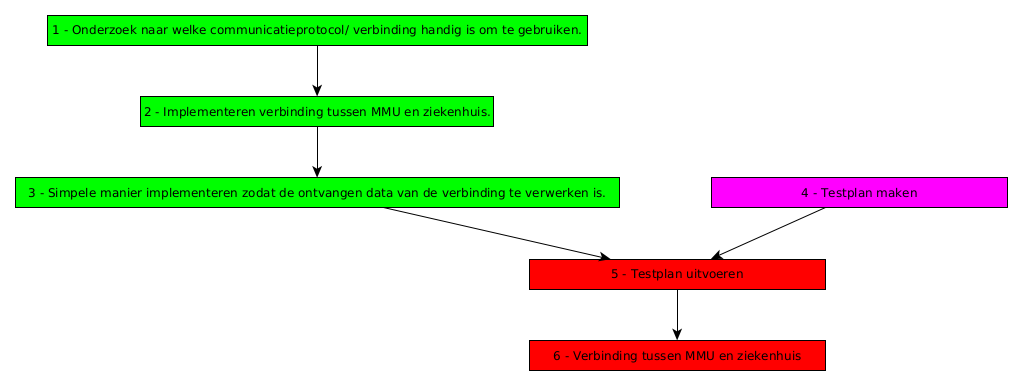 1 - Onderzoek naar welke communicatieprotocol/ verbinding handig is om te gebruiken.
2 - Implementeren verbinding tussen MMU en ziekenhuis.
3 - Simpele manier implementeren zodat de ontvangen data van de verbinding te verwerken is.
4 - Testplan maken
5 - Testplan uitvoeren
6 - Verbinding tussen MMU en ziekenhuis